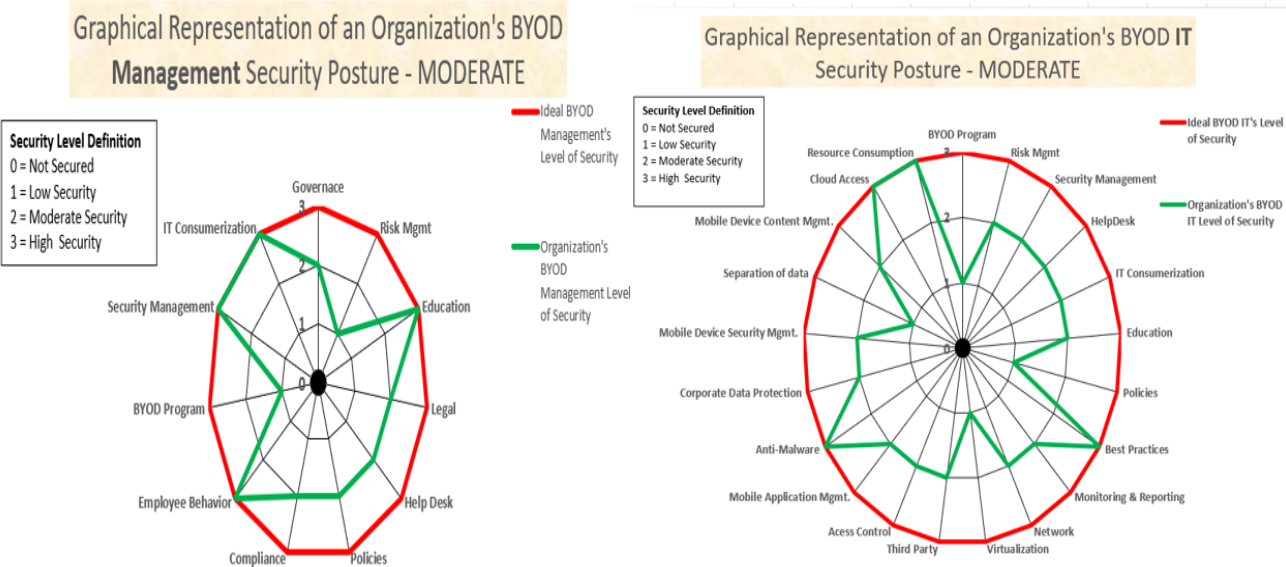 Graphical Representation of an Organization's BYOD
Management Security Posture - MODERATE
Security Level Definition
0 = Not Secured
1 = Low Security
2 = Moderate Security
3 = High Security
Ideal BYOD
Management's
Level of Security
Organization's
BYOD
Management Level
of Security
Governace
Risk Mgmt
Education
Legal
Help Desk
Policies
Compliance
Employee Behavior
BYOD Program
Security Management
IT Consumerization
3
2
1
0
Graphical Representation of an Organization's BYOD IT
Security Posture - MODERATE
Security Level Definition
0 = Not Secured
1 = Low Security
2 = Moderate Security
3 = High Security
Ideal BYOD IT's Level
of Security
Organization's BYOD
IT Level of Security
BYOD Program
Risk Mgmt
Security Management
HelpDesk
IT Consumerization
Education
Policies
Best Practices
Monitoring & Reporting
Network
Virtualization
Third Party
Acess Control
Mobile Application Mgmt.
Anti-Malware
Corporate Data Protection
Mobile Device Security Mgmt.
Separation of data
Mobile Device Content Mgmt.
Cloud Access
Resource Consumption
3
2
1
0